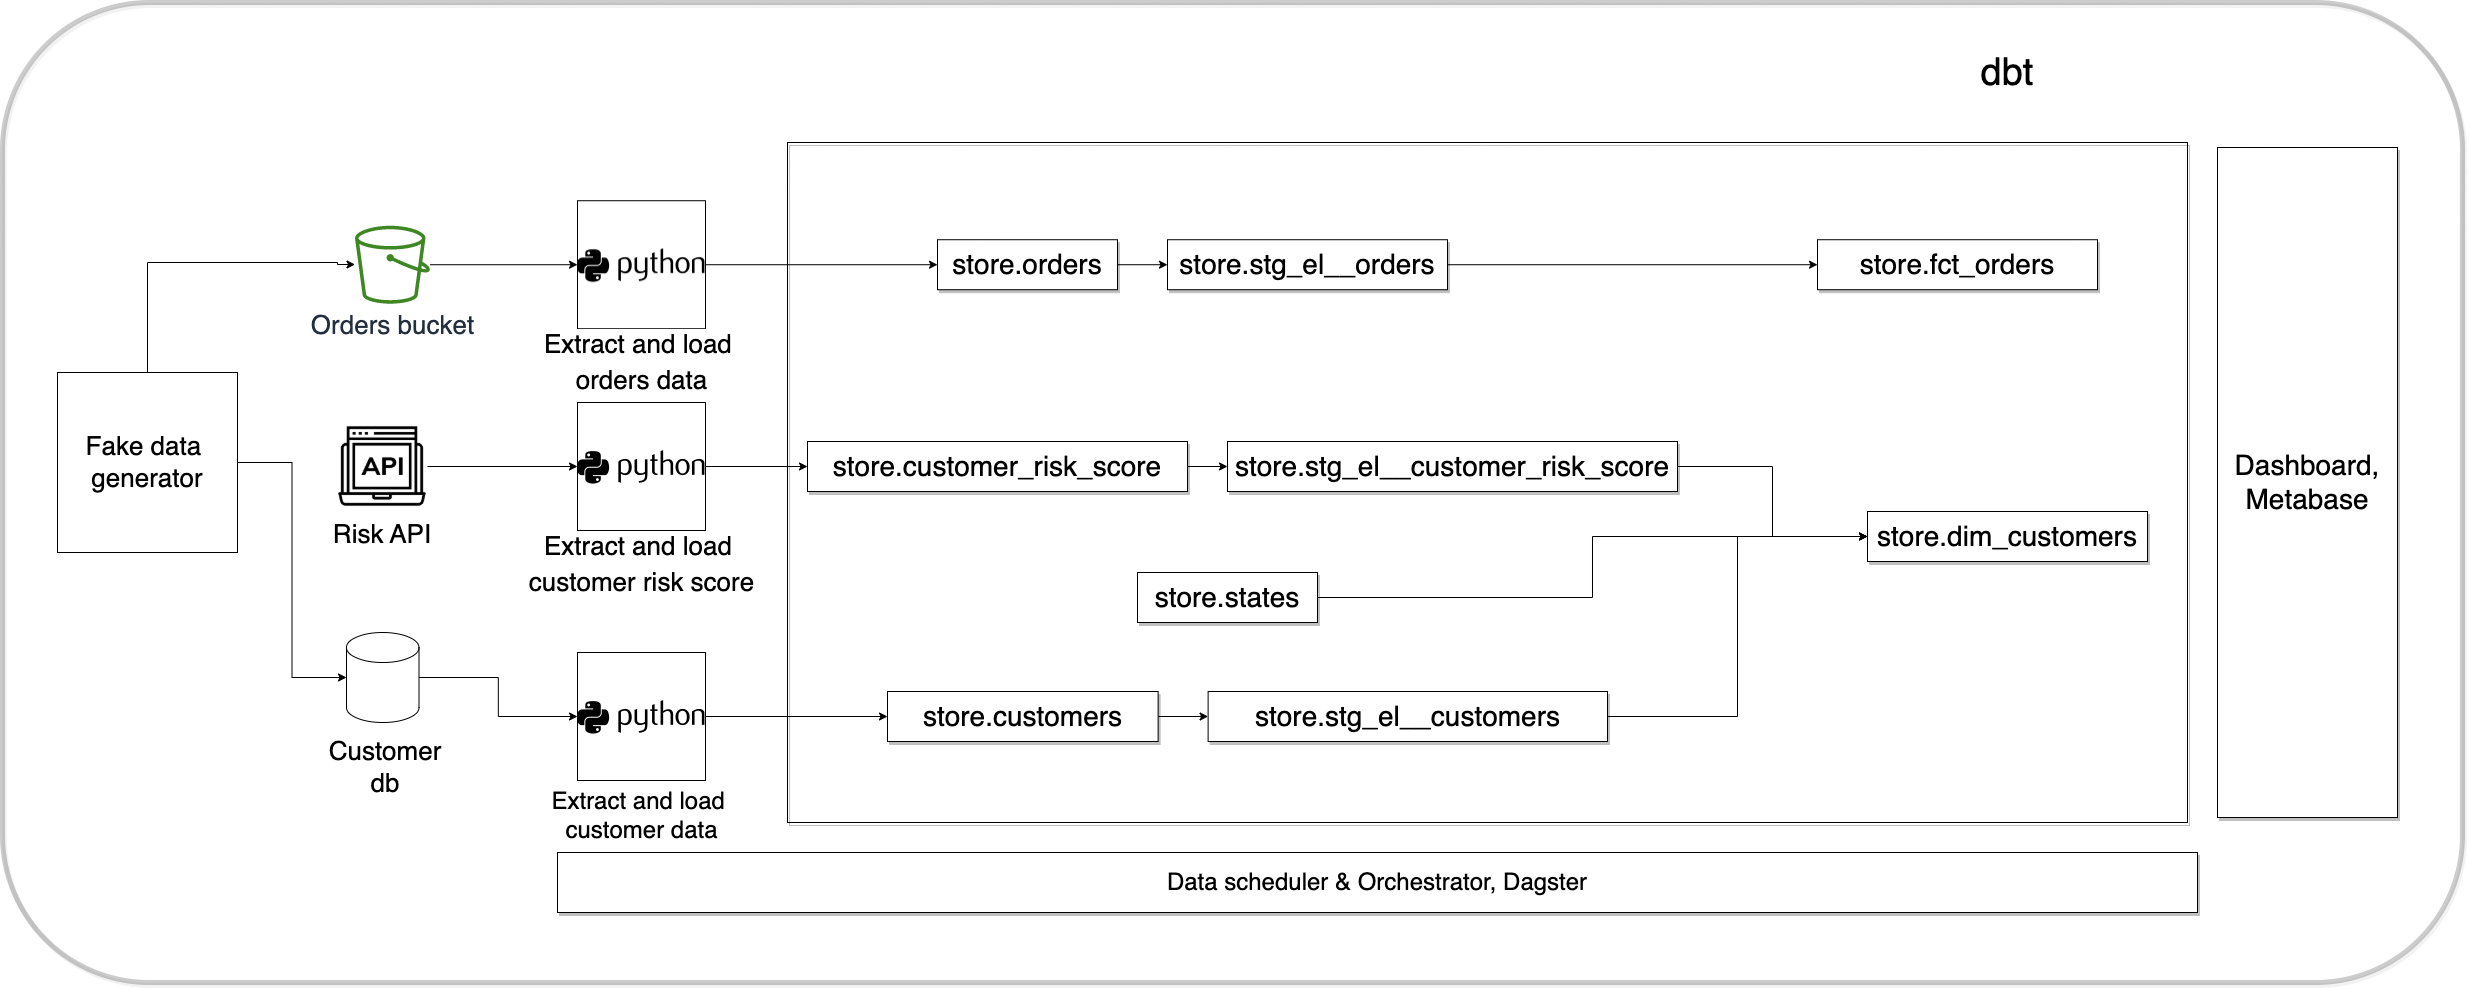 dbt
python
store.orders
store.stg_el__orders
store.fct_orders
Orders bucket
Extract and load
orders data
Fake data
generator
API
Risk API
python
Extract and load
customer risk score
store.customer_risk_score
store.stg_el__customer_risk_score
store.dim_customers
store.states
Customer
db
python
Extract and load
customer data
store.customers
store.stg_el__customers
Dashboard,
Metabase
Data scheduler & Orchestrator, Dagster